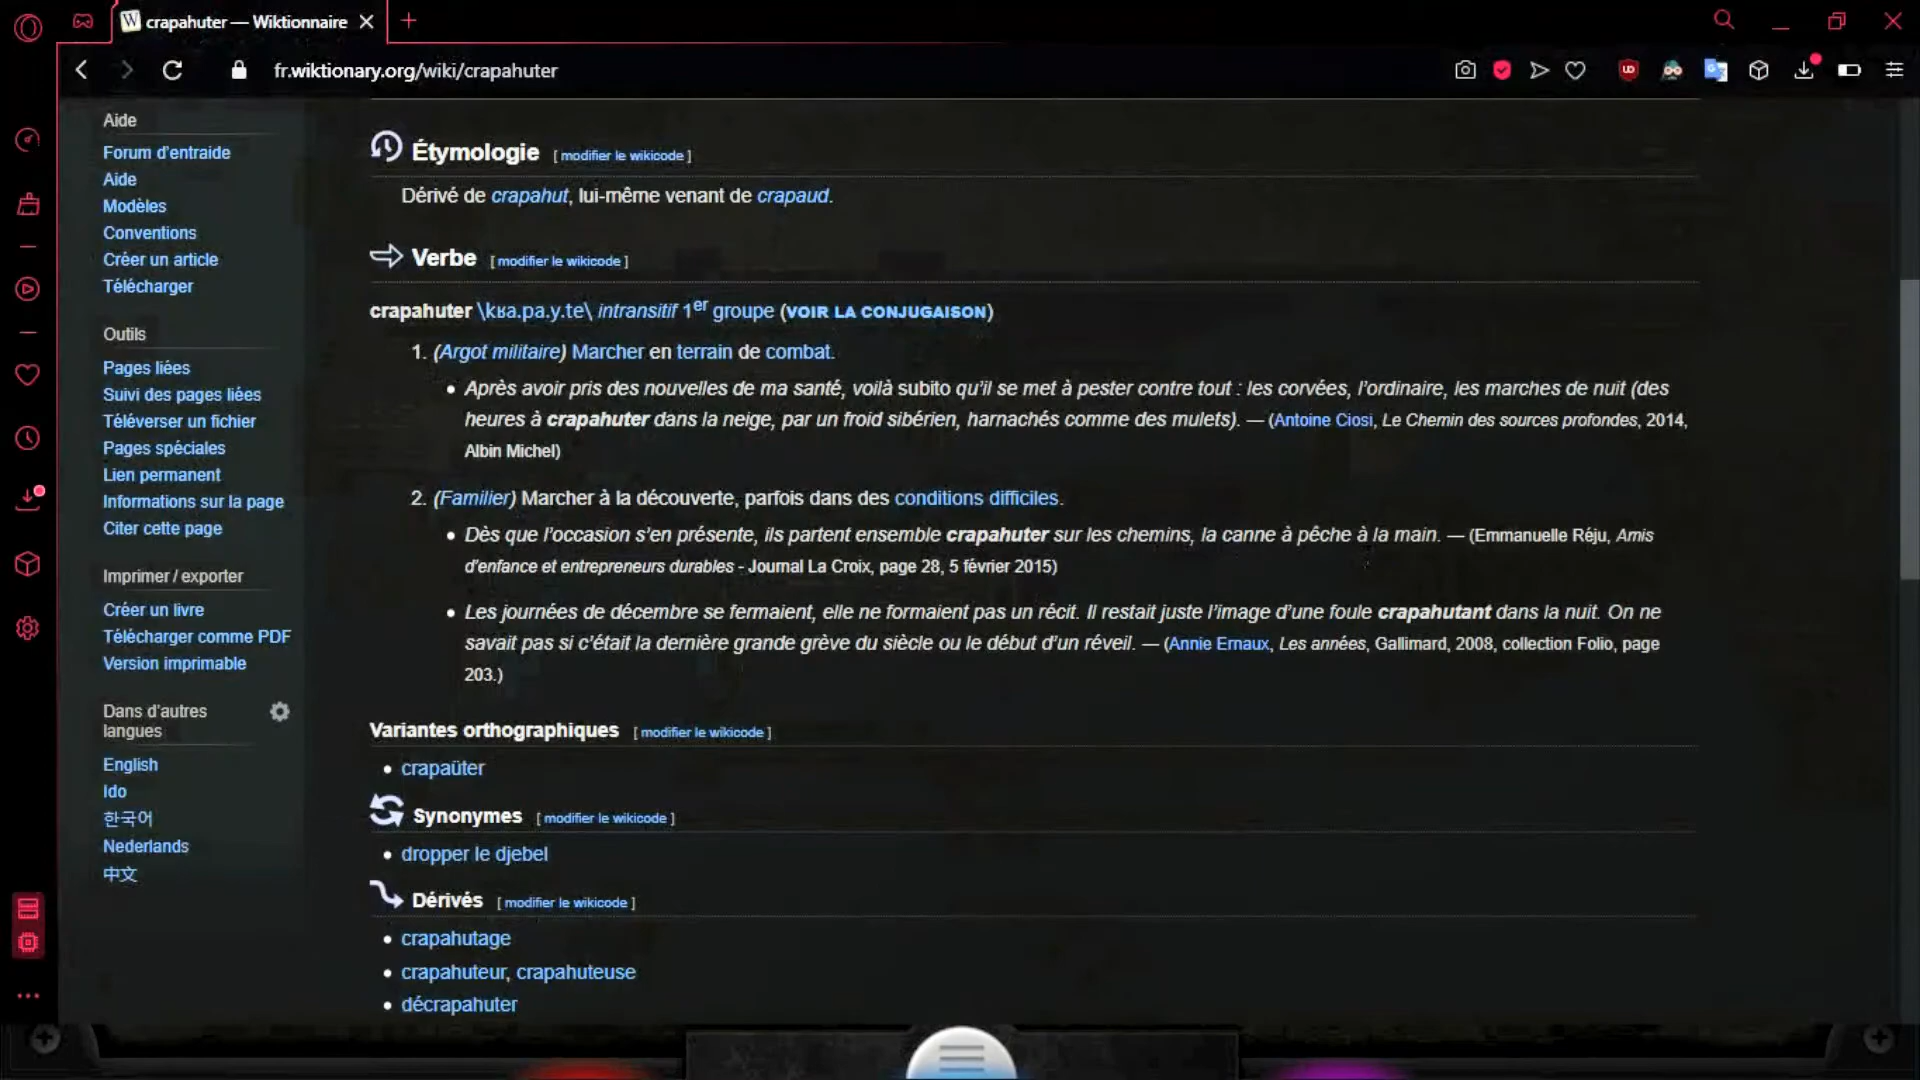 crapahuter — Wiktionnaire
fr.wiktionary.org/wiki/crapahuter
Aide
Forum d'entraide
Aide
Modèles
Conventions
Créer un article
Télécharger
Outils
Pages liées
Suivi des pages liées
Téléverser un fichier
Pages spéciales
Lien permanent
Informations sur la page
Citer cette page
Imprimer / exporter
Créer un livre
Télécharger comme PDF
Version imprimable
Dans d'autres
langues
English
Ido
한국어
Nederlands
中文
Étymologie [ modifier le wikicode ]
Dérivé de crapahut, lui-même venant de crapaud.
Verbe [ modifier le wikicode ]
crapahuter \kʁa.pa.y.te\ intransitif 1er groupe (VOIR LA CONJUGAISON)
1. (Argot militaire) Marcher en terrain de combat.
• Après avoir pris des nouvelles de ma santé, voilà subito qu'il se met à pester contre tout : les corvées, l'ordinaire, les marches de nuit (des
heures à crapahuter dans la neige, par un froid sibérien, harnachés comme des mulets). — (Antoine Ciosi, Le Chemin des sources profondes, 2014,
Albin Michel)
2. (Familier) Marcher à la découverte, parfois dans des conditions difficiles.
• Dès que l'occasion s'en présente, ils partent ensemble crapahuter sur les chemins, la canne à pêche à la main. — (Emmanuelle Réju, Amis
d'enfance et entrepreneurs durables - Journal La Croix, page 28, 5 février 2015)
• Les journées de décembre se fermaient, elle ne formaient pas un récit. Il restait juste l'image d'une foule crapahutant dans la nuit. On ne
savait pas si c'était la dernière grande grève du siècle ou le début d'un réveil. — (Annie Ernaux, Les années, Gallimard, 2008, collection Folio, page
203.)
Variantes orthographiques [ modifier le wikicode ]
• crapaüter
Synonymes [ modifier le wikicode ]
• dropper le djebel
Dérivés [ modifier le wikicode ]
• crapahutage
• crapahuteur, crapahuteuse
• décrapahuter